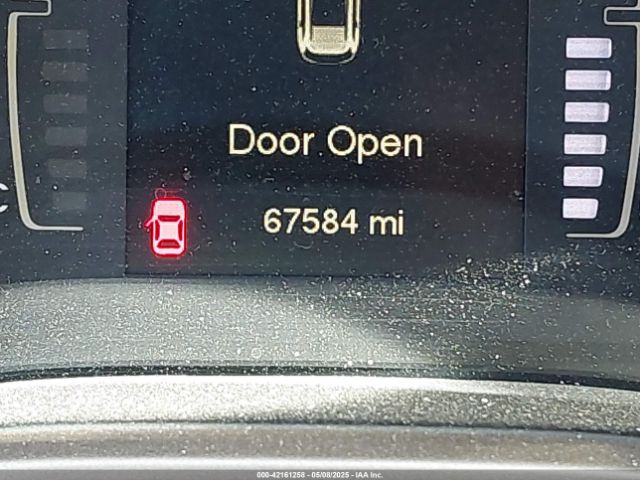 Door Open
67584 mi
C
000-42161258 - 05/08/2025 - IAA Inc.